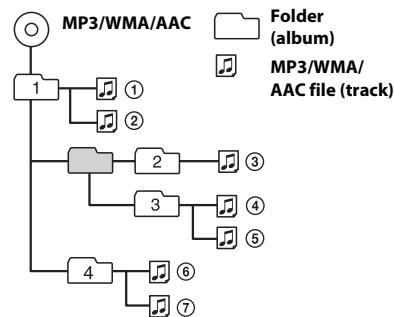 MP3/WMA/AAC
Folder
(album)
MP3/WMA/
AAC file (track)
1
①
②
2
③
3
④
⑤
4
⑥
⑦